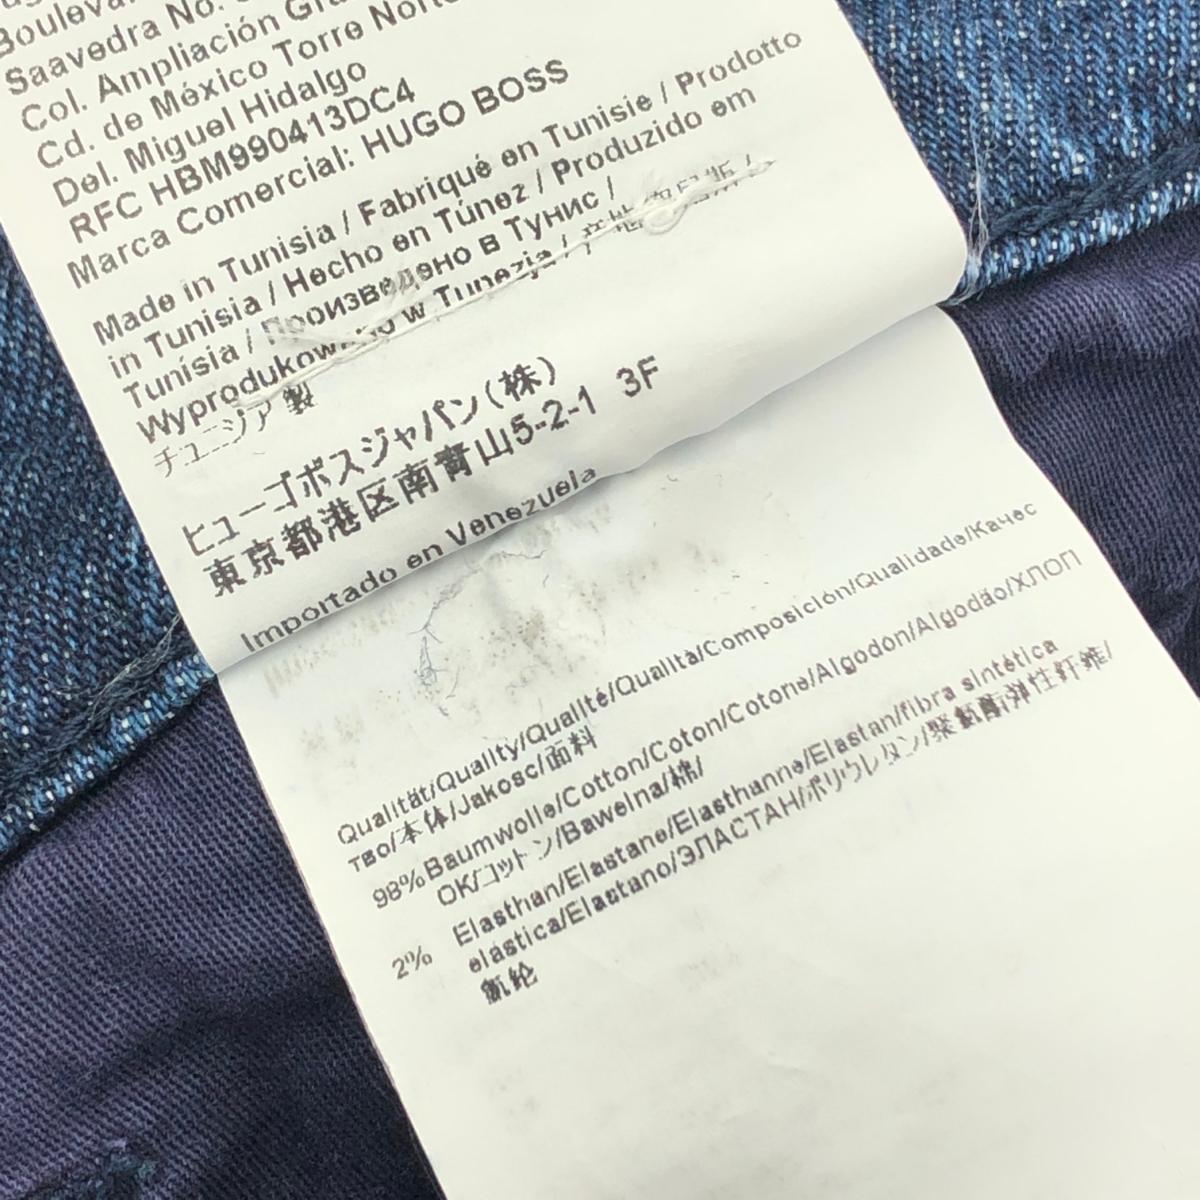 Boulevar
Saavedra No.
Col. Ampliación Gra
Cd. de México Torre Norte
Del. Miguel Hidalgo
RFC HBM990413DC4
Marca Comercial: HUGO BOSS
Made in Tunisia / Fabriqué en Tunisie / Prodotto
in Tunisia / Hecho en Túnez / Produzido em
Tunísia / Произведено в Тунис /
Wyprodukowano w Tunezja / 产地
チュニジア 製
ヒューゴボスジャパン(株)
東京都港区南青山5-2-1 3F
Importado en Venezuela
Qualität/Quality/Qualité/Qualità/Composición/Qualidade/Качес
тво/本体/Jakosc/面料
98% Baumwolle/Cotton/Coton/Cotone/Algodón/Algodão/ХЛОП
OK/コットン/Bawelna/棉/
2% Elasthan/Elastane/Elasthanne/Elastan/fibra sintética
elástica/Elastano/ЭЛАСТАН/ポリウレタン/聚氨酯弹性纤维/
氨纶